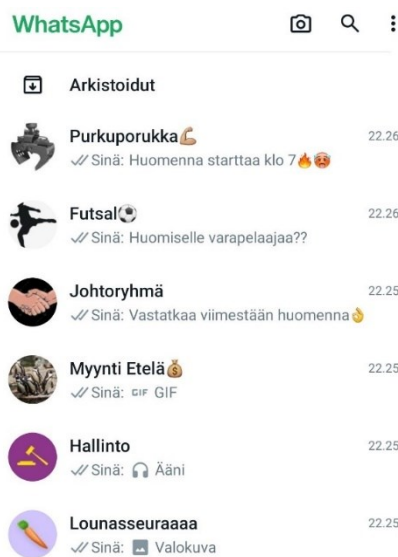 WhatsApp
Arkistoidut
Purkuporukka💪 22.26
Sinä: Huomenna starttaa klo 7🔥🥵
Futsal⚽ 22.26
Sinä: Huomiselle varapelaajaa??
Johtoryhmä 22.25
Sinä: Vastatkaa viimestään huomenna👌
Myynti Etelä💰 22.25
Sinä: GIF GIF
Hallinto 22.25
Sinä: 🎧 Ääni
Lounasseuraaaa 22.25
Sinä: Valokuva